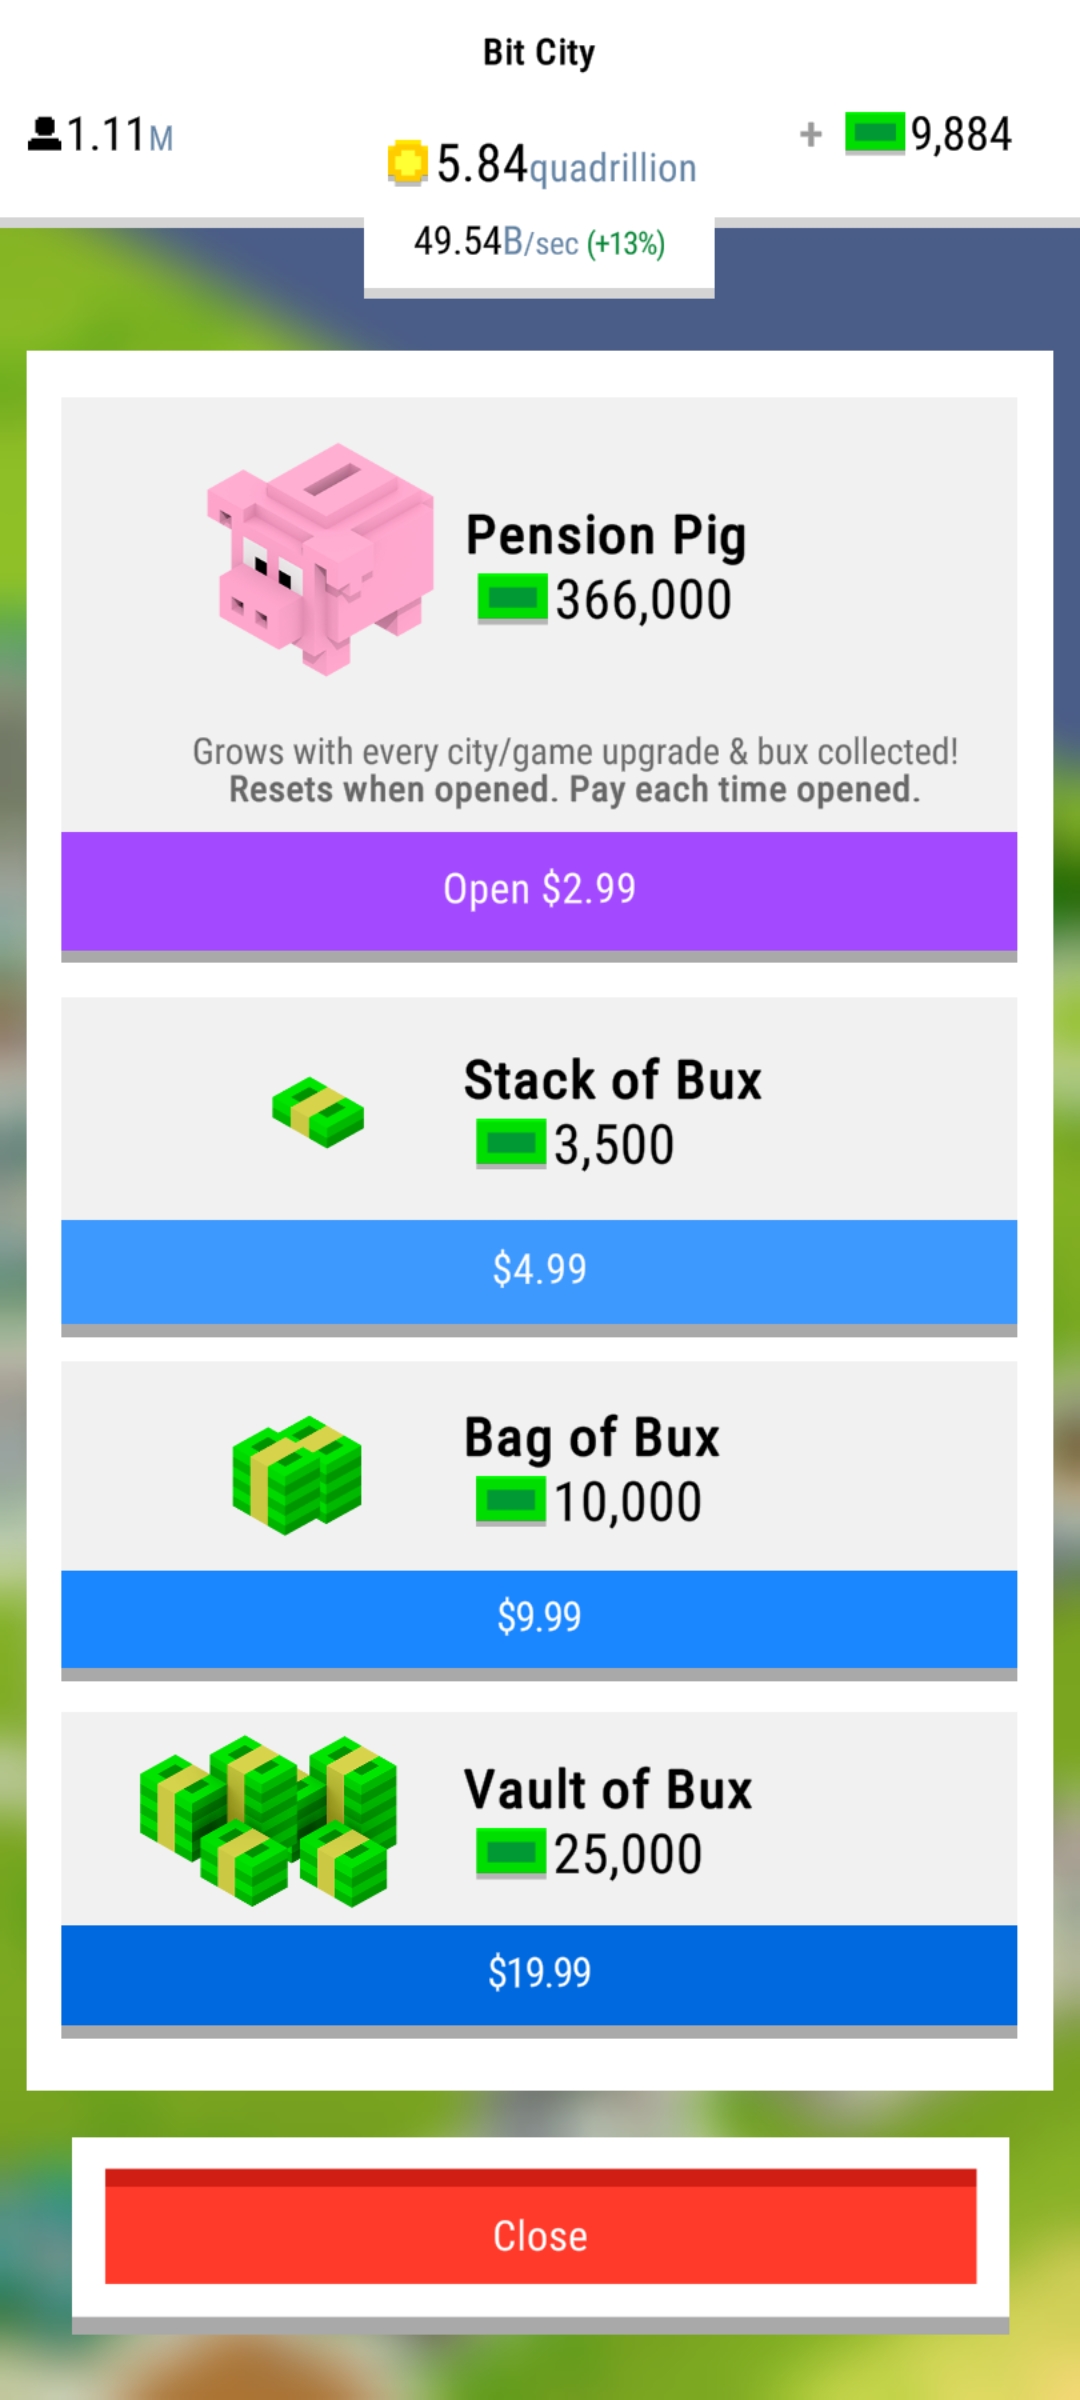 Bit City
1.11M
5.84quadrillion
+ 9,884
49.54B/sec (+13%)
Pension Pig
366,000
Grows with every city/game upgrade & bux collected!
Resets when opened. Pay each time opened.
Open $2.99
Stack of Bux
3,500
$4.99
Bag of Bux
10,000
$9.99
Vault of Bux
25,000
$19.99
Close